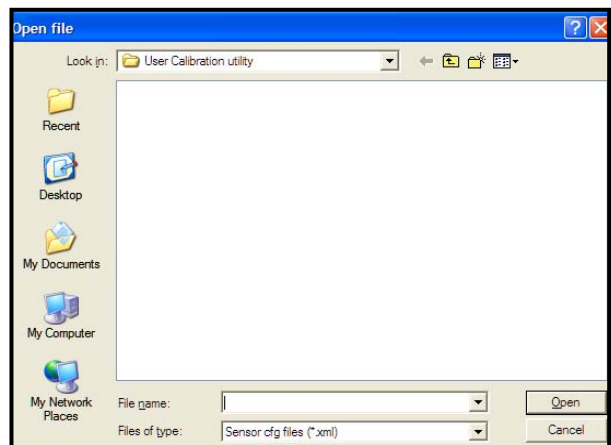 Open file
Look in:
User Calibration utility
Recent
Desktop
My Documents
My Computer
My Network
Places
File name:
Open
Files of type:
Sensor cfg files (*.xml)
Cancel